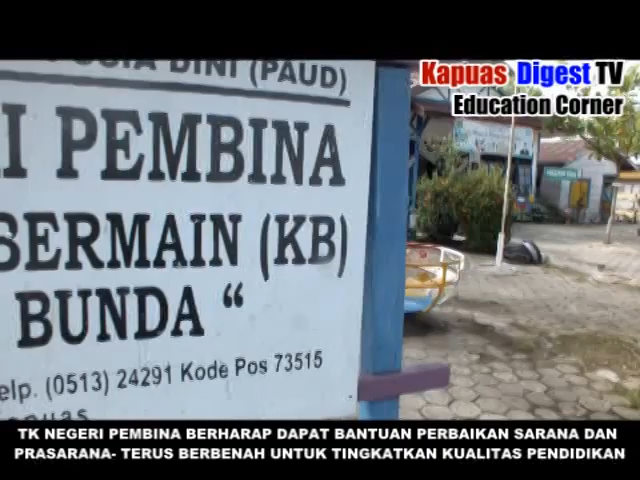 Kapuas Digest TV
Education Corner
DINI (PAUD)
I PEMBINA
BERMAIN (KB)
BUNDA “
elp. (0513) 24291 Kode Pos 73515
TK NEGERI PEMBINA BERHARAP DAPAT BANTUAN PERBAIKAN SARANA DAN
PRASARANA- TERUS BERBENAH UNTUK TINGKATKAN KUALITAS PENDIDIKAN